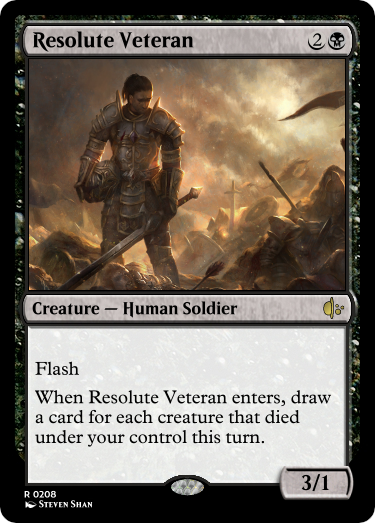 Resolute Veteran 2
Creature — Human Soldier
Flash
When Resolute Veteran enters, draw
a card for each creature that died
under your control this turn.
3/1
R 0208
Steven Shan